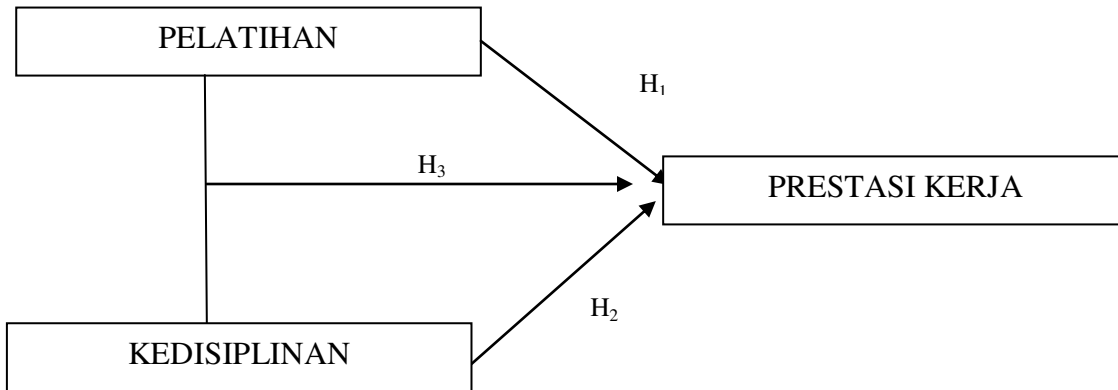 PELATIHAN
H₁
H₃
PRESTASI KERJA
H₂
KEDISIPLINAN